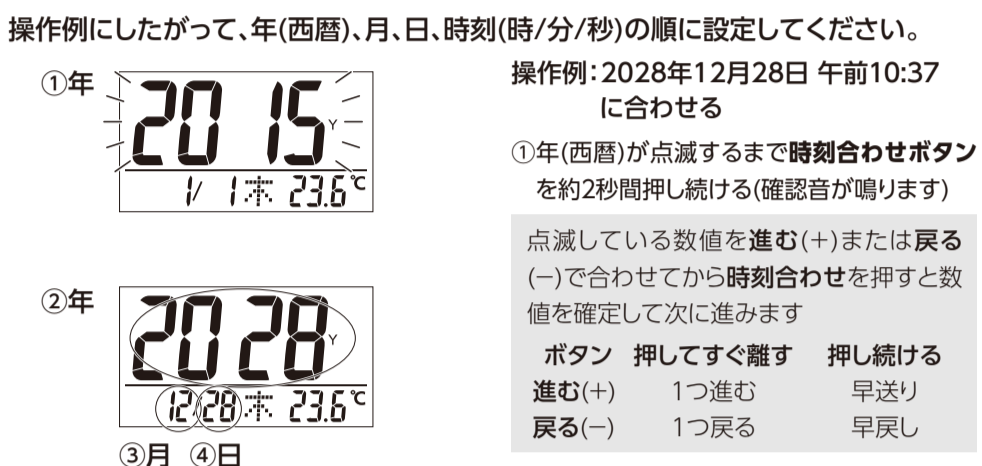 操作例にしたがって、年(西暦)、月、日、時刻(時/分/秒)の順に設定してください。
①年
2015 Y
1/ 1 木 23.6℃
②年
2028 Y
12/28 木 23.6℃
③月 ④日
操作例:2028年12月28日 午前10:37
に合わせる
①年(西暦)が点滅するまで時刻合わせボタン
を約2秒間押し続ける(確認音が鳴ります)
点滅している数値を進む(+)または戻る
(−)で合わせてから時刻合わせを押すと数
値を確定して次に進みます
ボタン 押してすぐ離す 押し続ける
進む(+) 1つ進む 早送り
戻る(−) 1つ戻る 早戻し